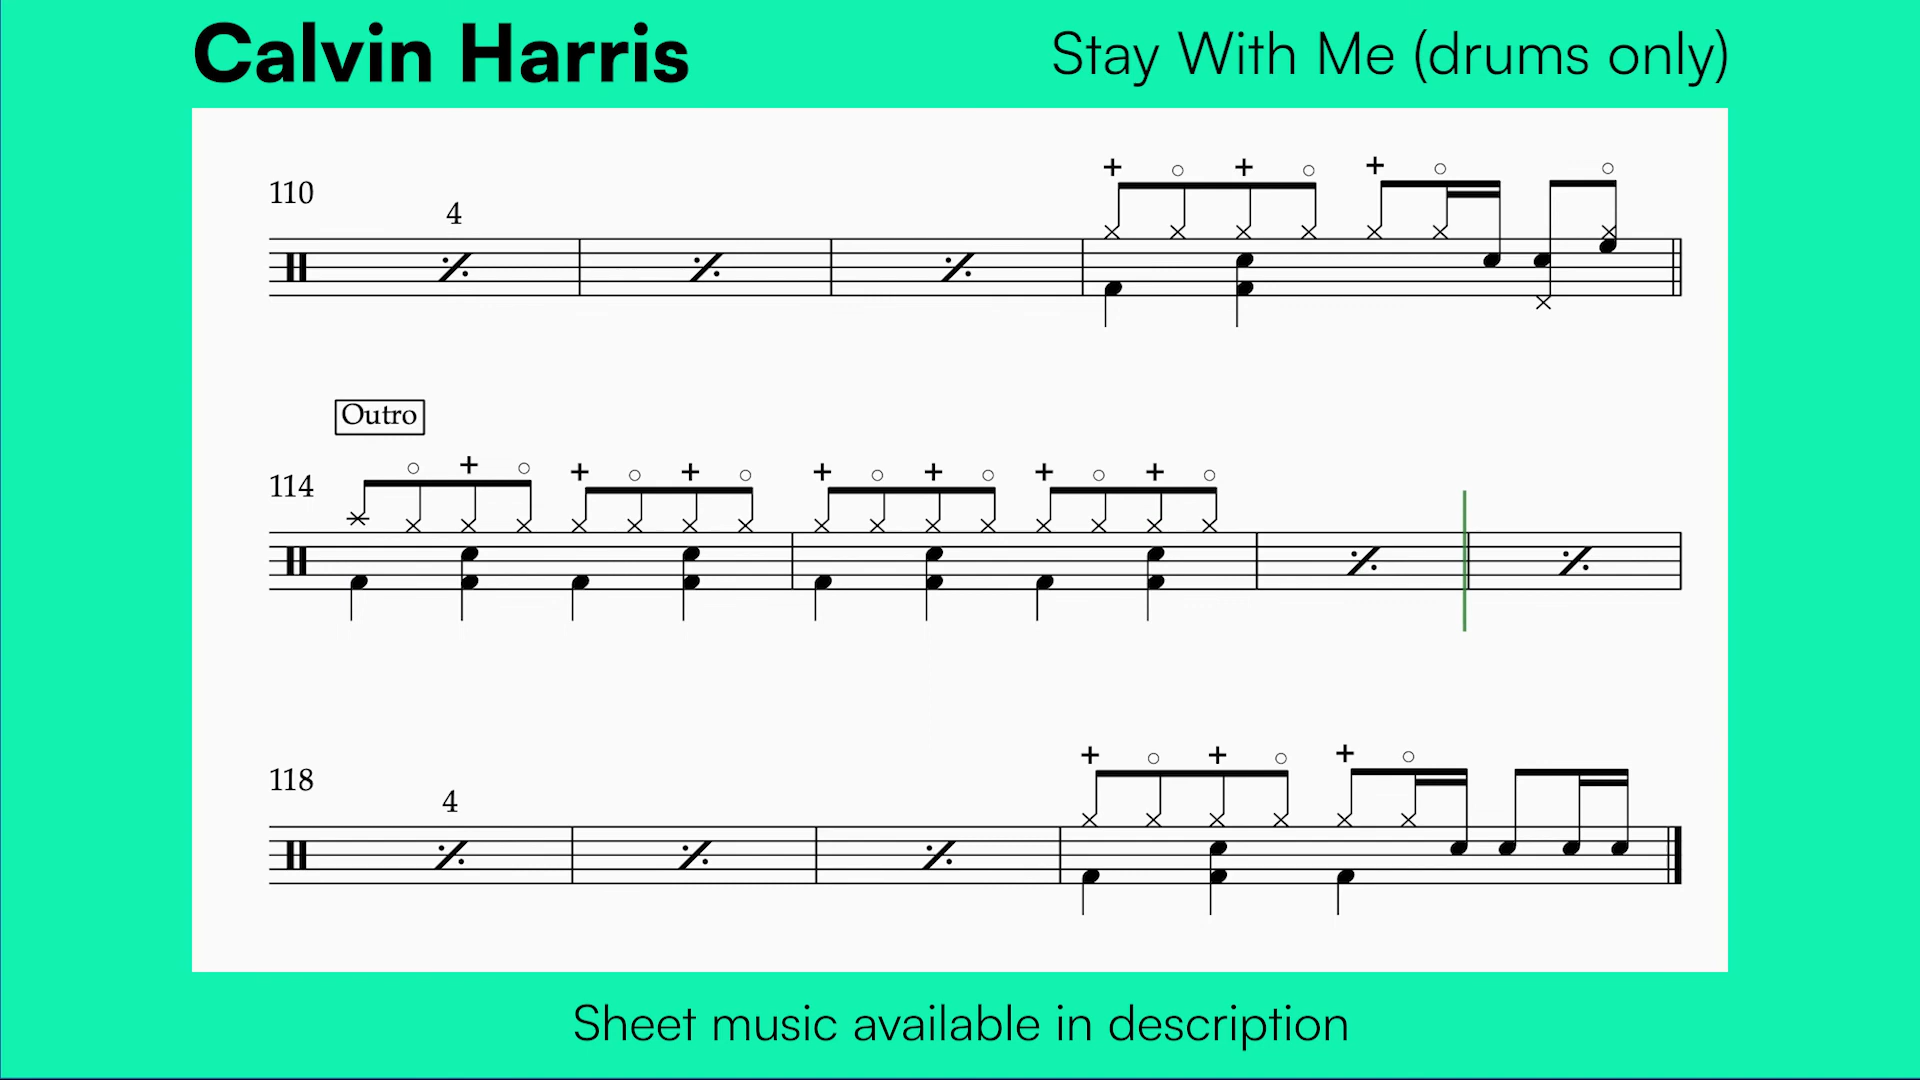 Calvin Harris
Stay With Me (drums only)
110
4
Outro
114
118
4
Sheet music available in description